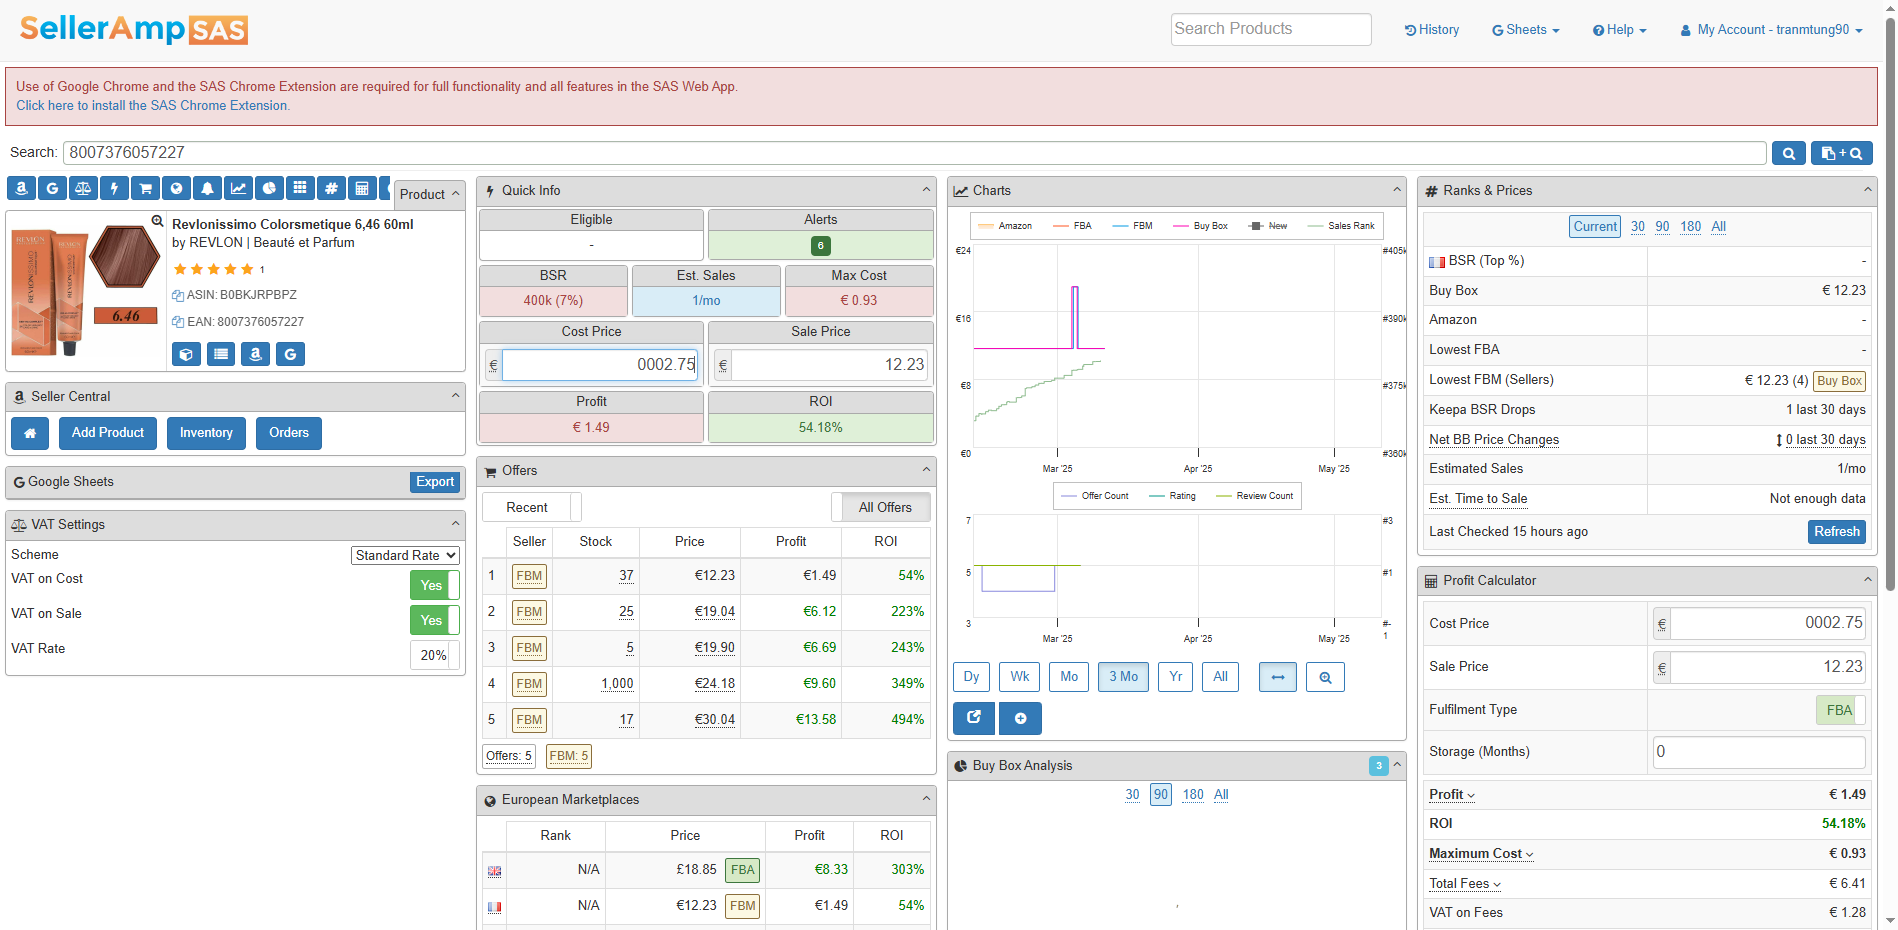 SellerAmp SAS
Search Products
History
Sheets
Help
My Account - tranmtung90
Use of Google Chrome and the SAS Chrome Extension are required for full functionality and all features in the SAS Web App.
Click here to install the SAS Chrome Extension.
Search: 8007376057227
Product
Revlonissimo Colorsmetique 6,46 60ml
by REVLON | Beauté et Parfum
1
ASIN: B0BKJRPBPZ
EAN: 8007376057227
6.46
Seller Central
Add Product
Inventory
Orders
Google Sheets
Export
VAT Settings
Scheme
Standard Rate
VAT on Cost
Yes
VAT on Sale
Yes
VAT Rate
20%
Quick Info
Eligible
Alerts
-
6
BSR
Est. Sales
Max Cost
400k (7%)
1/mo
€ 0.93
Cost Price
Sale Price
€ 0002.75
€ 12.23
Profit
ROI
€ 1.49
54.18%
Offers
Recent
All Offers
Seller Stock Price Profit ROI
1 FBM 37 €12.23 €1.49 54%
2 FBM 25 €19.04 €6.12 223%
3 FBM 5 €19.90 €6.69 243%
4 FBM 1,000 €24.18 €9.60 349%
5 FBM 17 €30.04 €13.58 494%
Offers: 5
FBM: 5
European Marketplaces
Rank Price Profit ROI
N/A £18.85 FBA €8.33 303%
N/A €12.23 FBM €1.49 54%
Charts
Amazon FBA FBM Buy Box New Sales Rank
€24 #405k
€16 #390k
€8 #375k
€0 #360k
Mar '25 Apr '25 May '25
Offer Count Rating Review Count
7 #3
5 #1
3 #-1
Mar '25 Apr '25 May '25
Dy Wk Mo 3 Mo Yr All
Buy Box Analysis
3
30 90 180 All
Ranks & Prices
Current 30 90 180 All
BSR (Top %) -
Buy Box € 12.23
Amazon -
Lowest FBA -
Lowest FBM (Sellers) € 12.23 (4) Buy Box
Keepa BSR Drops 1 last 30 days
Net BB Price Changes 0 last 30 days
Estimated Sales 1/mo
Est. Time to Sale Not enough data
Last Checked 15 hours ago
Refresh
Profit Calculator
Cost Price € 0002.75
Sale Price € 12.23
Fulfilment Type FBA
Storage (Months) 0
Profit € 1.49
ROI 54.18%
Maximum Cost € 0.93
Total Fees € 6.41
VAT on Fees € 1.28